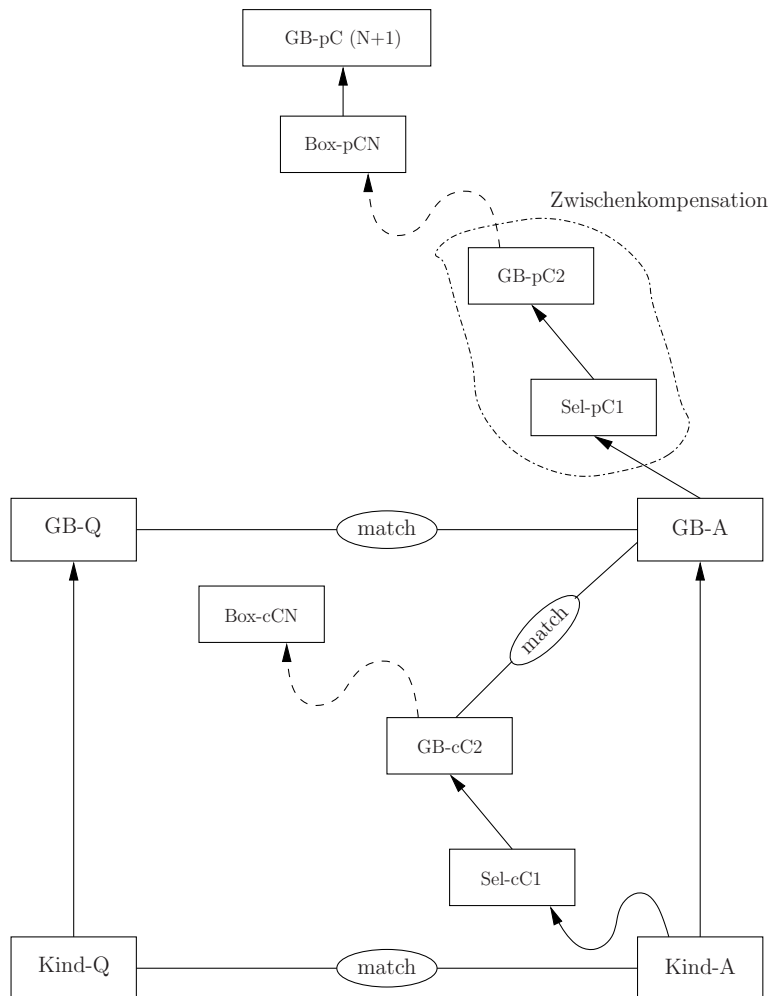 GB-pC (N+1)
Box-pCN
Zwischenkompensation
GB-pC2
Sel-pC1
GB-Q
match
GB-A
Box-cCN
match
GB-cC2
Sel-cC1
Kind-Q
match
Kind-A